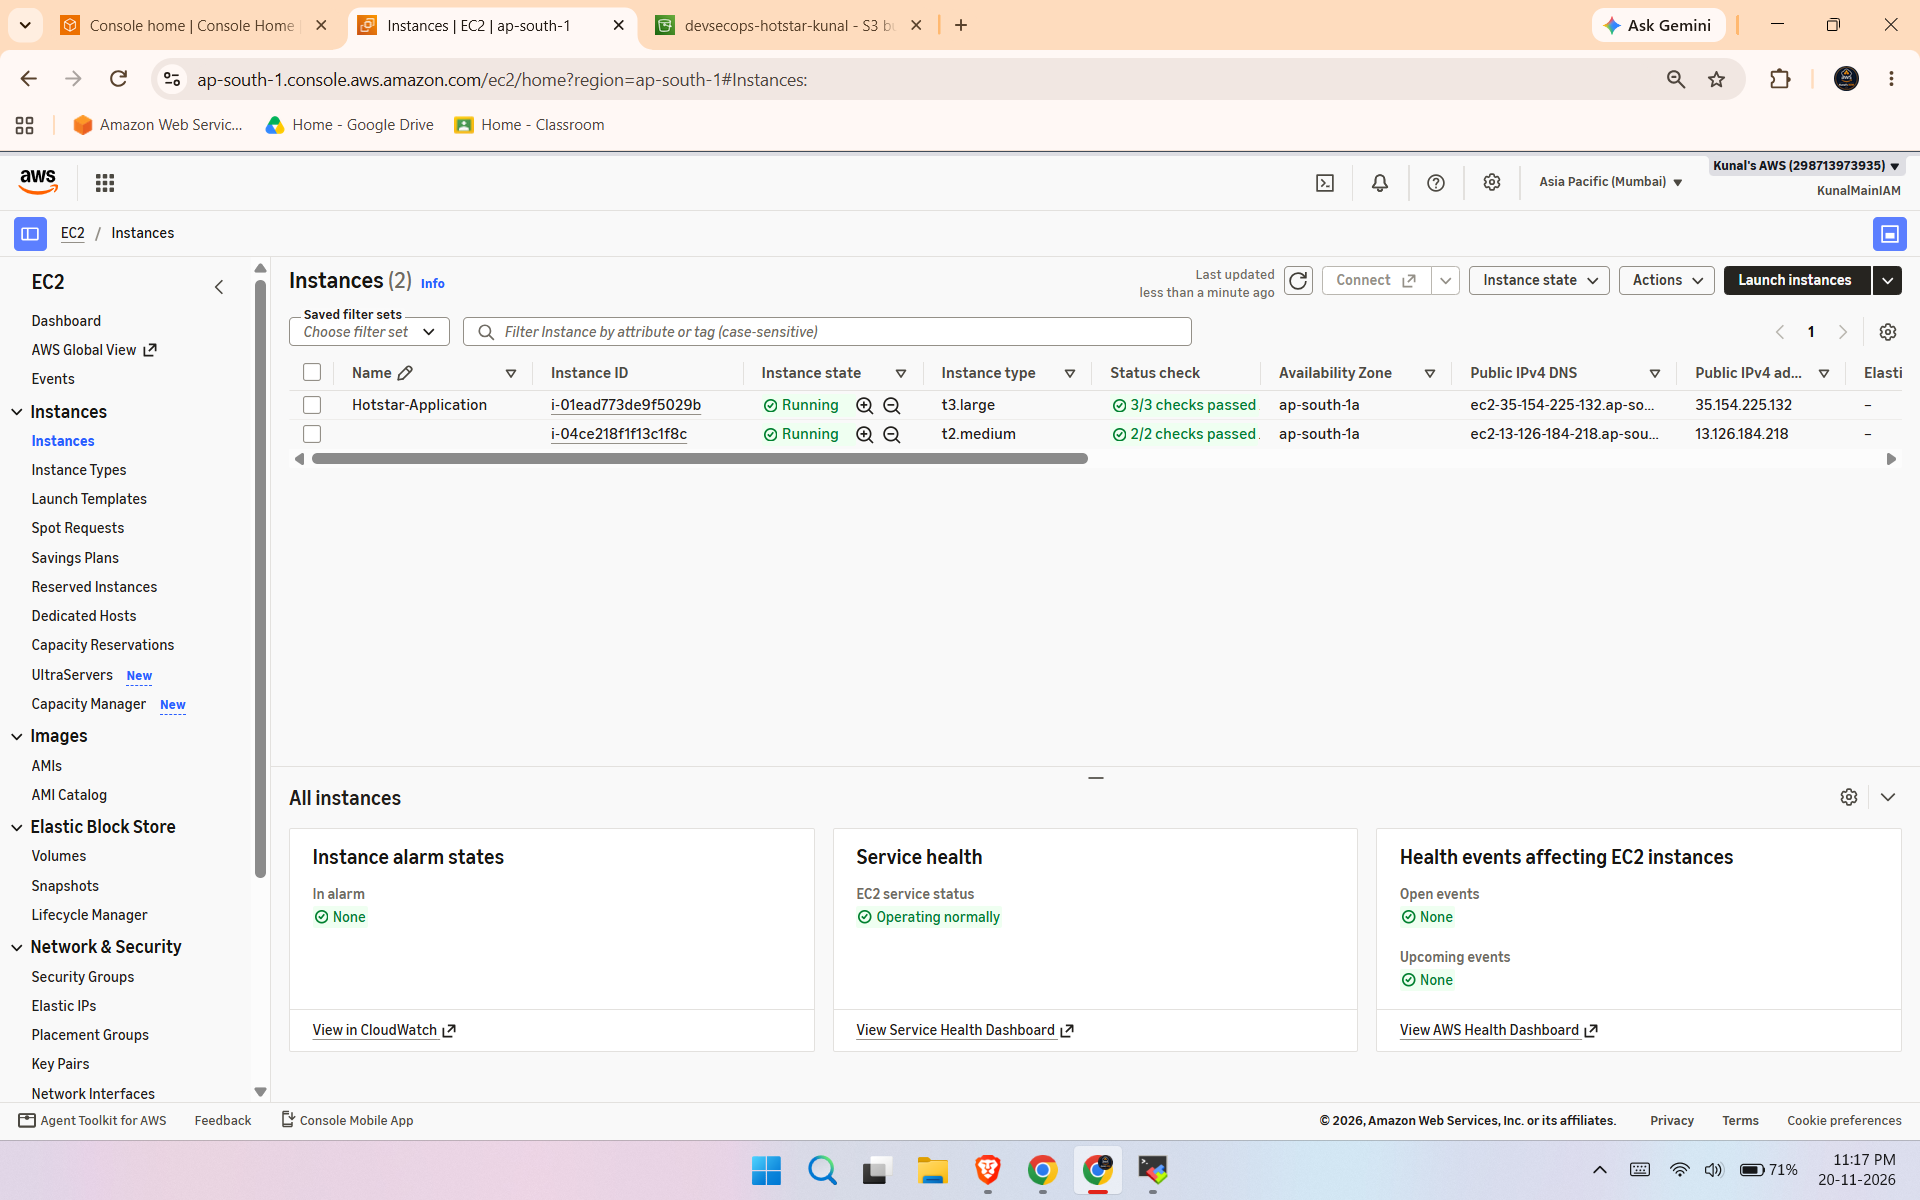 Console home | Console Home
Instances | EC2 | ap-south-1
devsecops-hotstar-kunal - S3 bu
Ask Gemini
ap-south-1.console.aws.amazon.com/ec2/home?region=ap-south-1#Instances:
Amazon Web Servic...
Home - Google Drive
Home - Classroom
aws
Asia Pacific (Mumbai)
Kunal's AWS (298713973935)
KunalMainIAM
EC2 / Instances
EC2
Dashboard
AWS Global View
Events
Instances
Instances
Instance Types
Launch Templates
Spot Requests
Savings Plans
Reserved Instances
Dedicated Hosts
Capacity Reservations
UltraServers New
Capacity Manager New
Images
AMIs
AMI Catalog
Elastic Block Store
Volumes
Snapshots
Lifecycle Manager
Network & Security
Security Groups
Elastic IPs
Placement Groups
Key Pairs
Network Interfaces
Instances (2) Info
Last updated
less than a minute ago
Connect
Instance state
Actions
Launch instances
Saved filter sets
Choose filter set
Filter Instance by attribute or tag (case-sensitive)
1
Name Instance ID Instance state Instance type Status check Availability Zone Public IPv4 DNS Public IPv4 ad... Elasti
Hotstar-Application i-01ead773de9f5029b Running t3.large 3/3 checks passed ap-south-1a ec2-35-154-225-132.ap-so... 35.154.225.132 –
i-04ce218f1f13c1f8c Running t2.medium 2/2 checks passed ap-south-1a ec2-13-126-184-218.ap-sou... 13.126.184.218 –
All instances
Instance alarm states
In alarm
None
View in CloudWatch
Service health
EC2 service status
Operating normally
View Service Health Dashboard
Health events affecting EC2 instances
Open events
None
Upcoming events
None
View AWS Health Dashboard
Agent Toolkit for AWS
Feedback
Console Mobile App
© 2026, Amazon Web Services, Inc. or its affiliates.
Privacy
Terms
Cookie preferences
71%
11:17 PM
20-11-2026